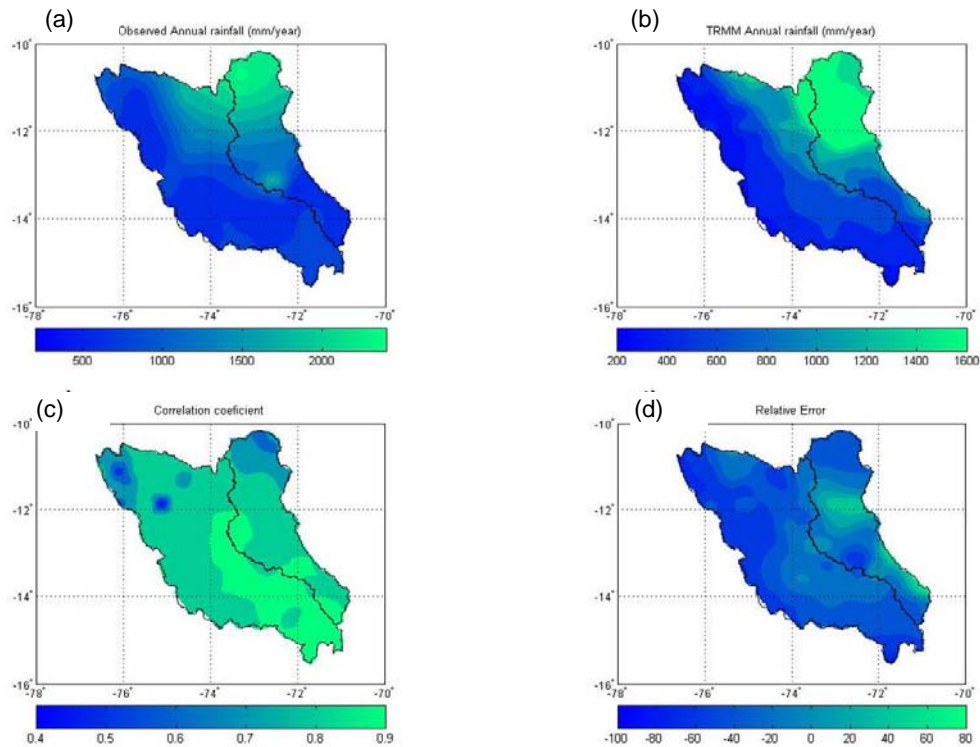 (a)
Observed Annual rainfall (mm/year)
-10°
-12°
-14°
-16°
-78° -76° -74° -72° -70°
500 1000 1500 2000
(b)
TRMM Annual rainfall (mm/year)
-10°
-12°
-14°
-16°
-78° -76° -74° -72° -70°
200 400 600 800 1000 1200 1400 1600
(c)
Correlation coeficient
-10°
-12°
-14°
-16°
-78° -76° -74° -72° -70°
0.4 0.5 0.6 0.7 0.8 0.9
(d)
Relative Error
-10°
-12°
-14°
-16°
-78° -76° -74° -72° -70°
-100 -80 -60 -40 -20 0 20 40 60 80